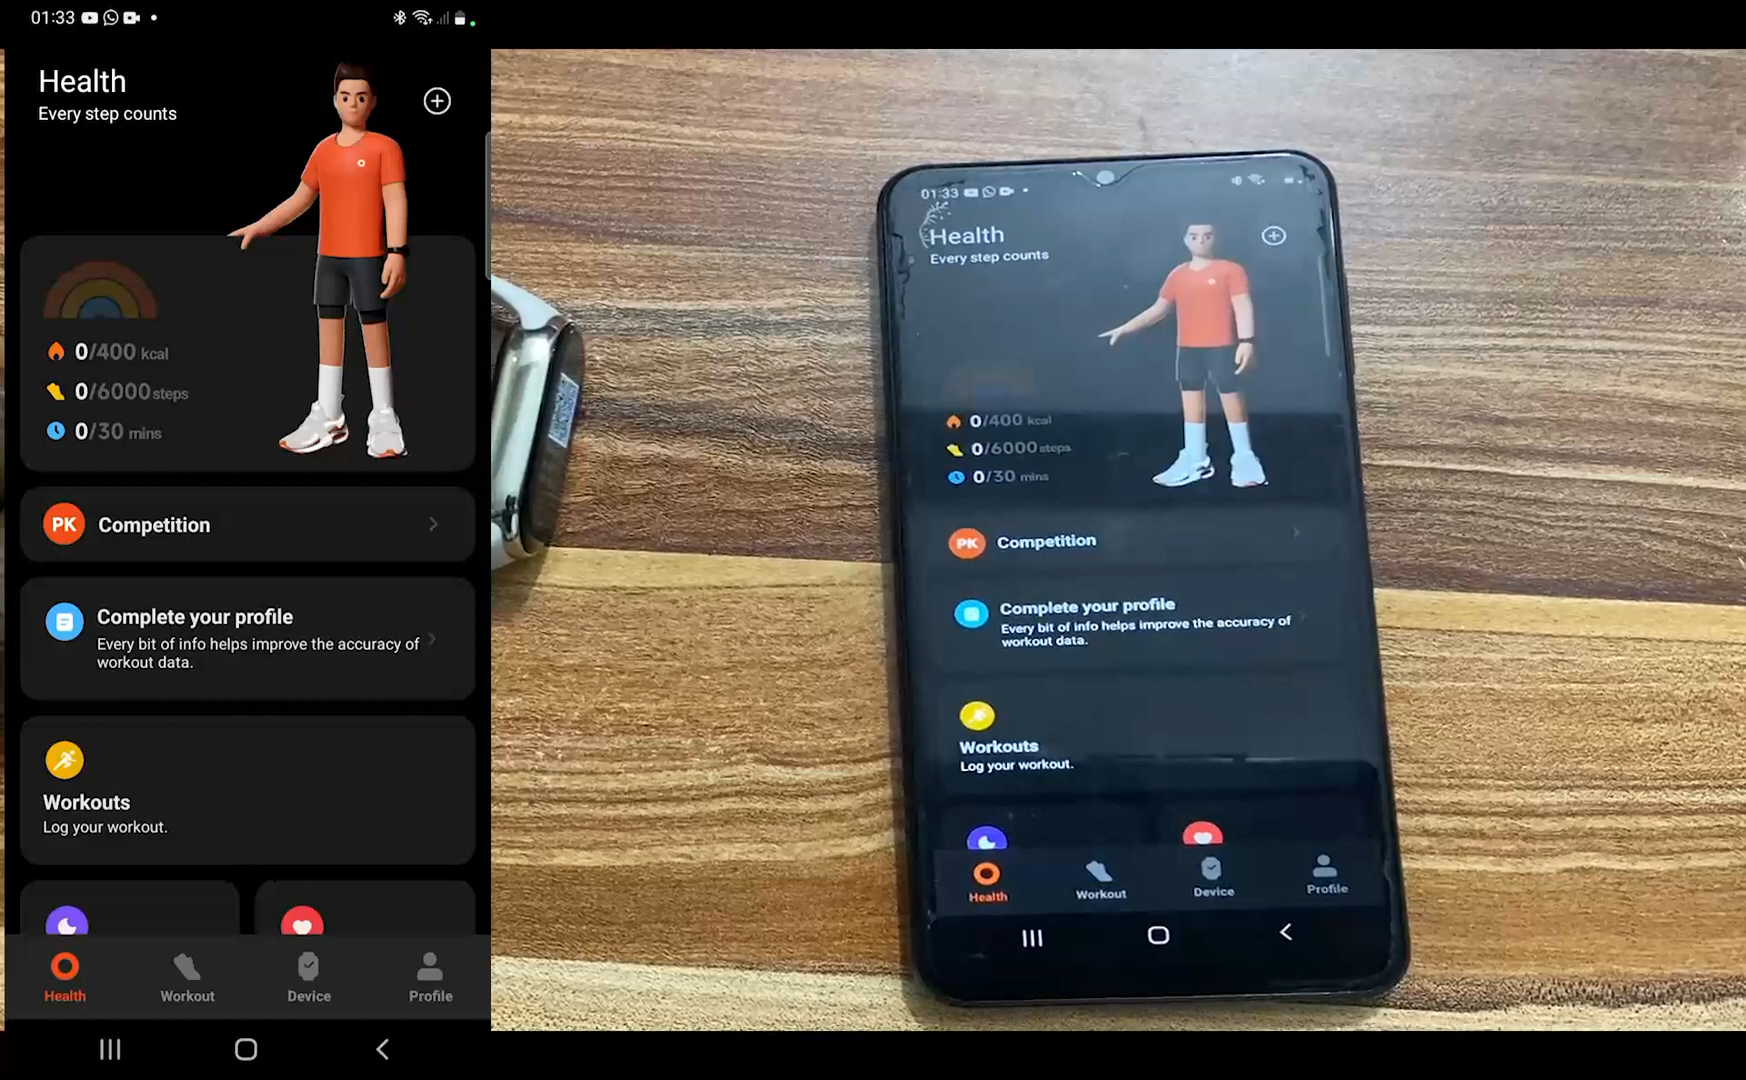 01:33
Health
Every step counts
0/400 kcal
0/6000 steps
0/30 mins
PK Competition
Complete your profile
Every bit of info helps improve the accuracy of
workout data.
Workouts
Log your workout.
Health Workout Device Profile
01:33
Health
Every step counts
0/400 kcal
0/6000 steps
0/30 mins
PK Competition
Complete your profile
Every bit of info helps improve the accuracy of
workout data.
Workouts
Log your workout.
Health Workout Device Profile